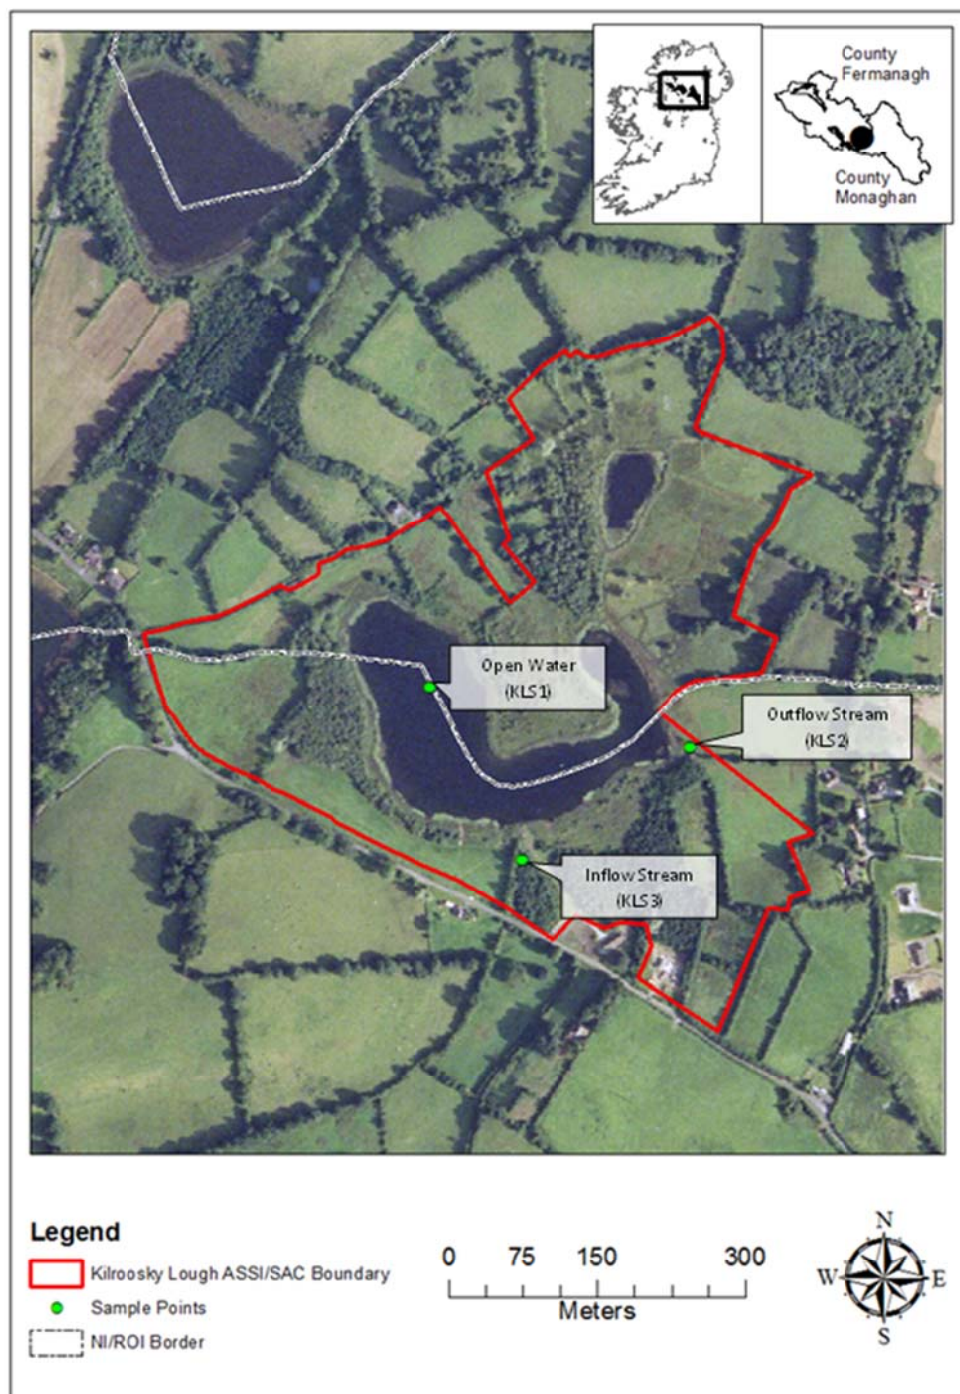 County
Fermanagh
County
Monaghan
Open Water
(KLS1)
Outflow Stream
(KLS2)
Inflow Stream
(KLS3)
Legend
Kilroosky Lough ASSI/SAC Boundary
Sample Points
NI/ROI Border
0 75 150 300
Meters
N
W E
S